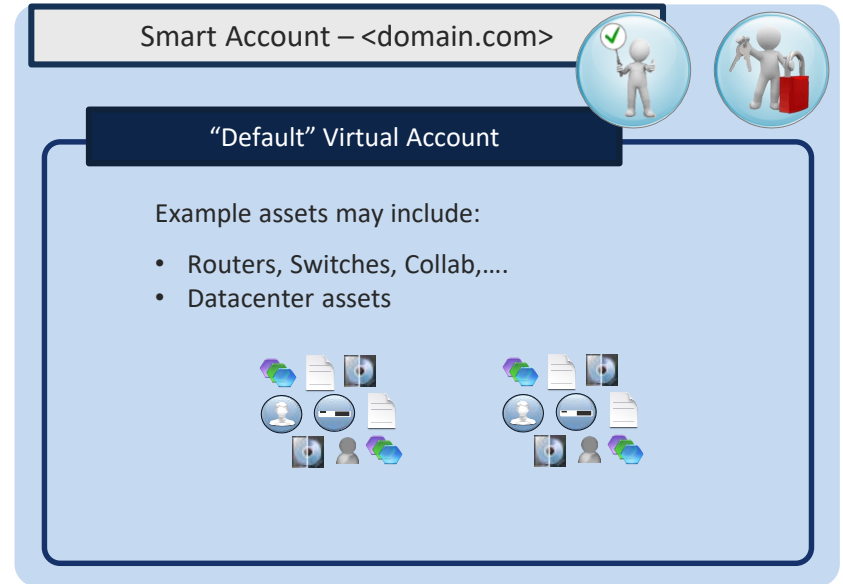 Smart Account – <domain.com>
“Default” Virtual Account
Example assets may include:
• Routers, Switches, Collab,....
• Datacenter assets